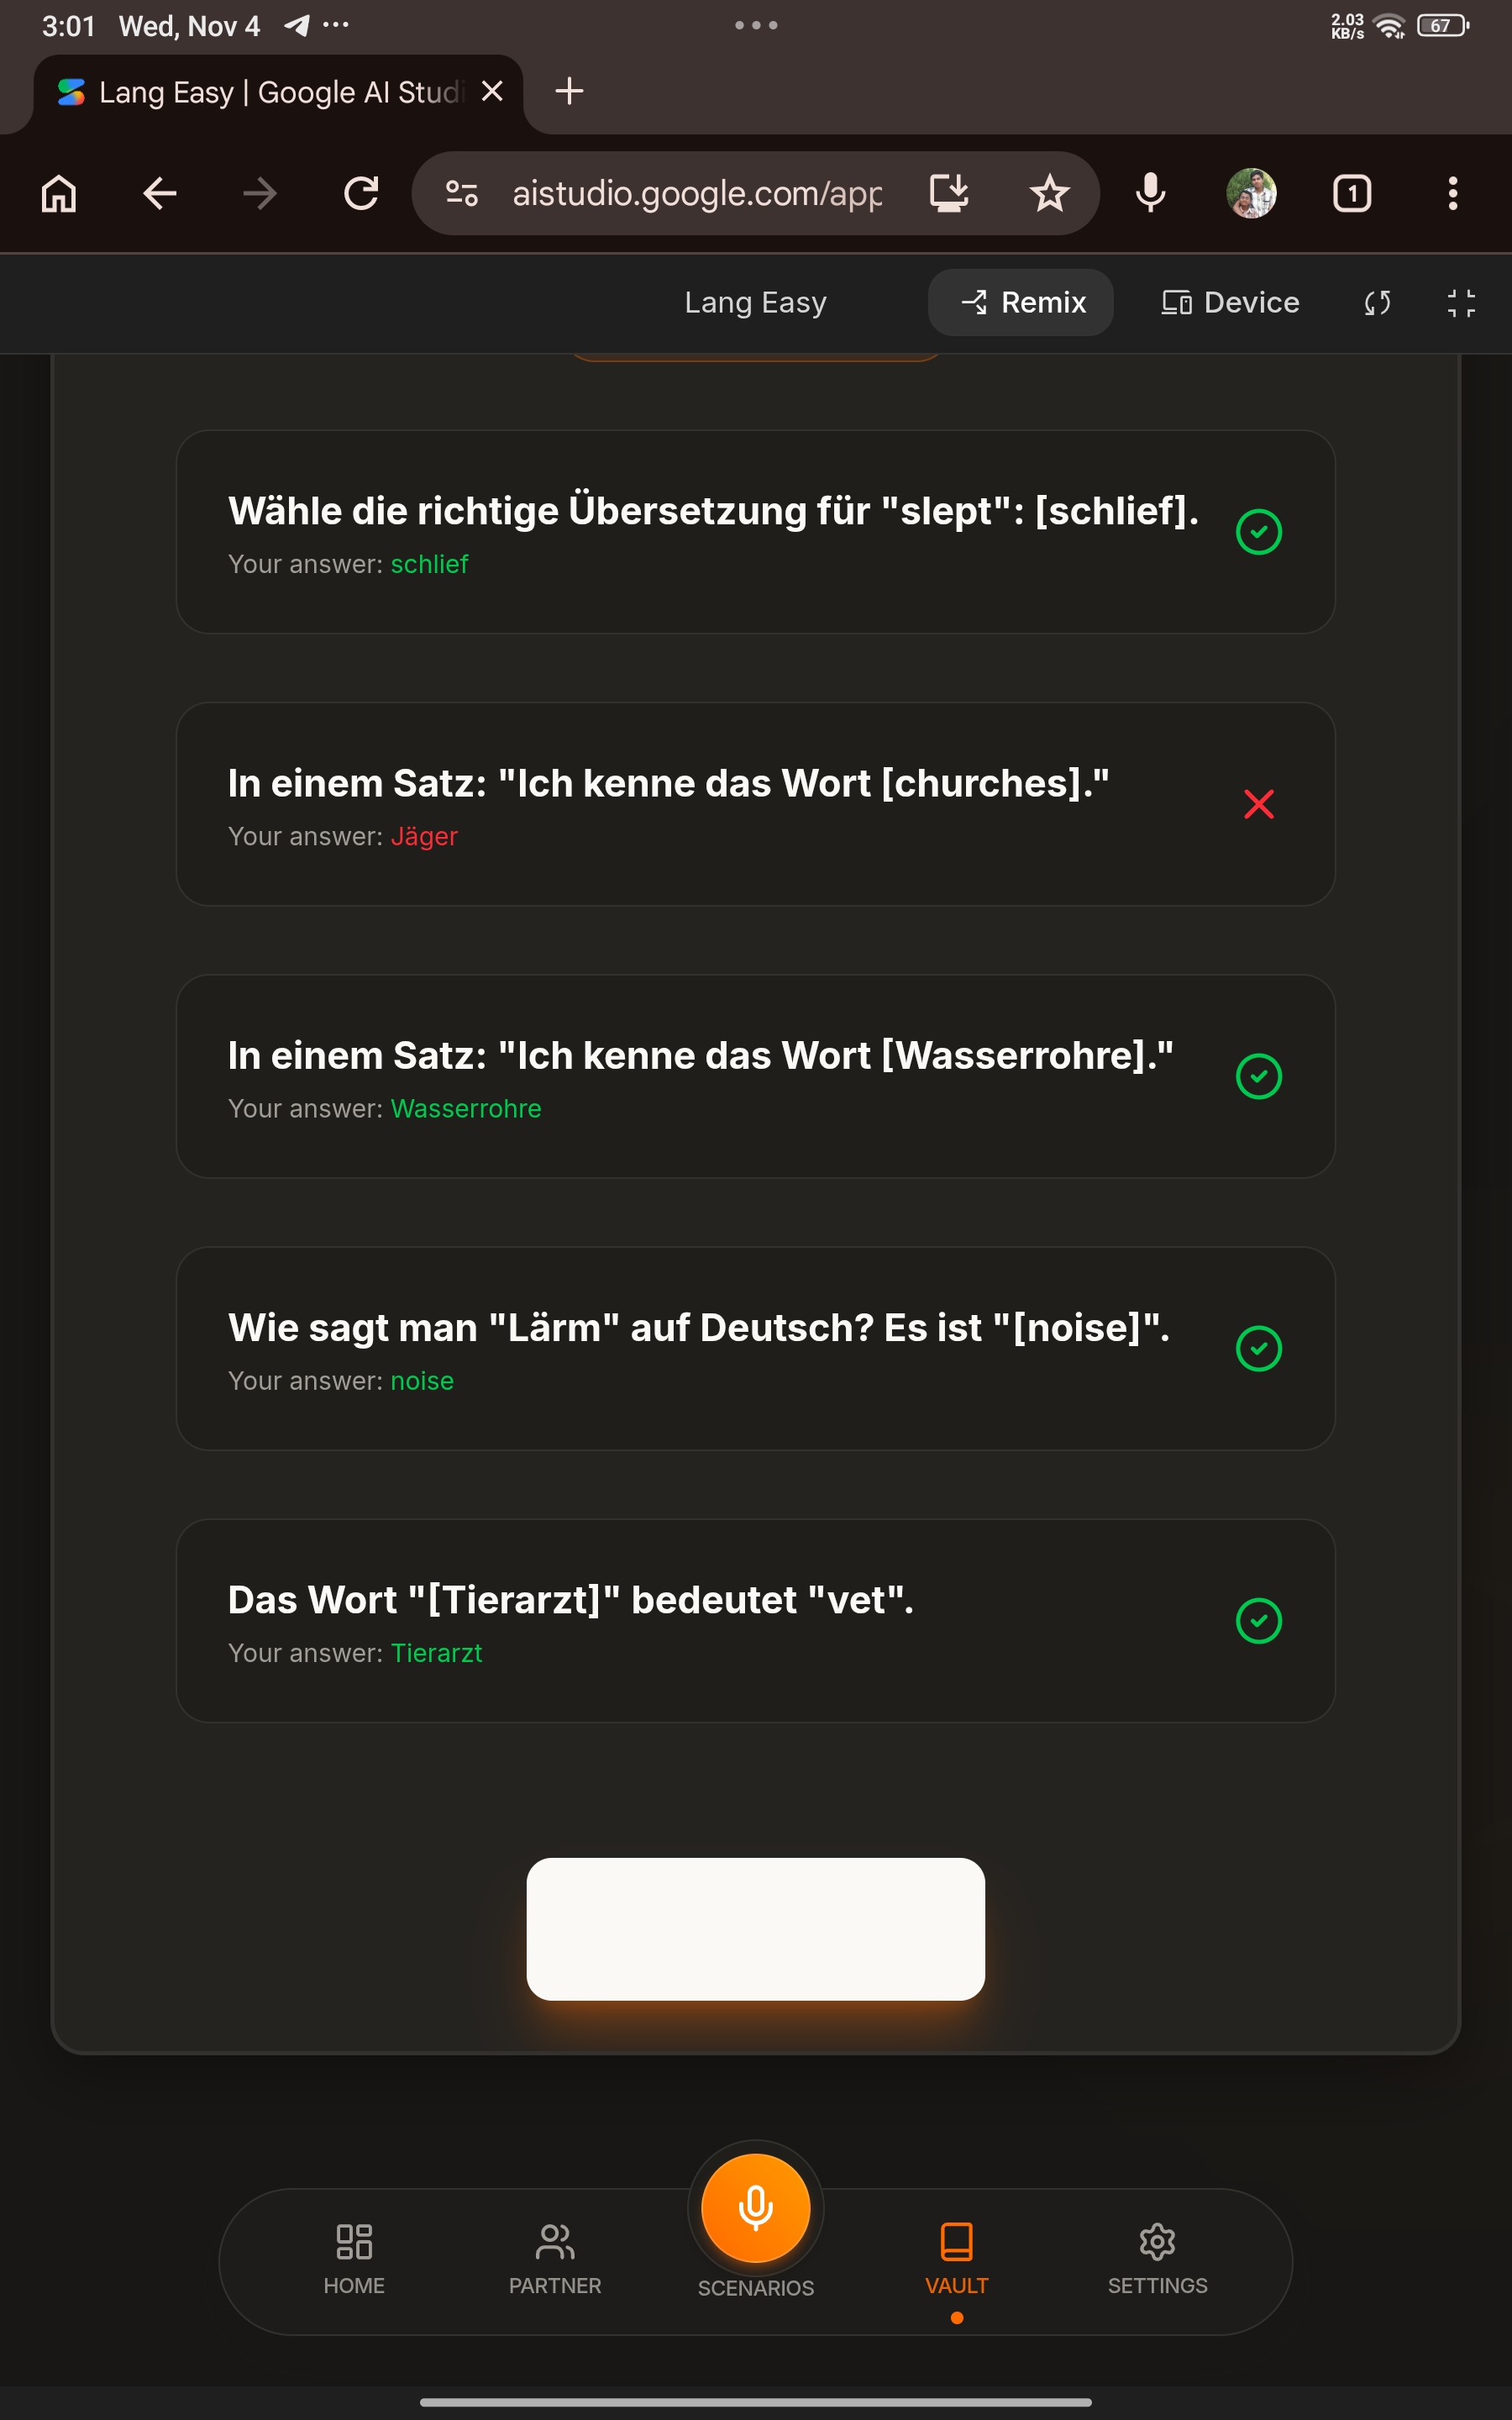 3:01 Wed, Nov 4
2.03 KB/s
67
Lang Easy | Google AI Studi
aistudio.google.com/app
1
Lang Easy
Remix
Device
Wähle die richtige Übersetzung für "slept": [schlief].
Your answer: schlief
In einem Satz: "Ich kenne das Wort [churches]."
Your answer: Jäger
In einem Satz: "Ich kenne das Wort [Wasserrohre]."
Your answer: Wasserrohre
Wie sagt man "Lärm" auf Deutsch? Es ist "[noise]".
Your answer: noise
Das Wort "[Tierarzt]" bedeutet "vet".
Your answer: Tierarzt
HOME
PARTNER
SCENARIOS
VAULT
SETTINGS